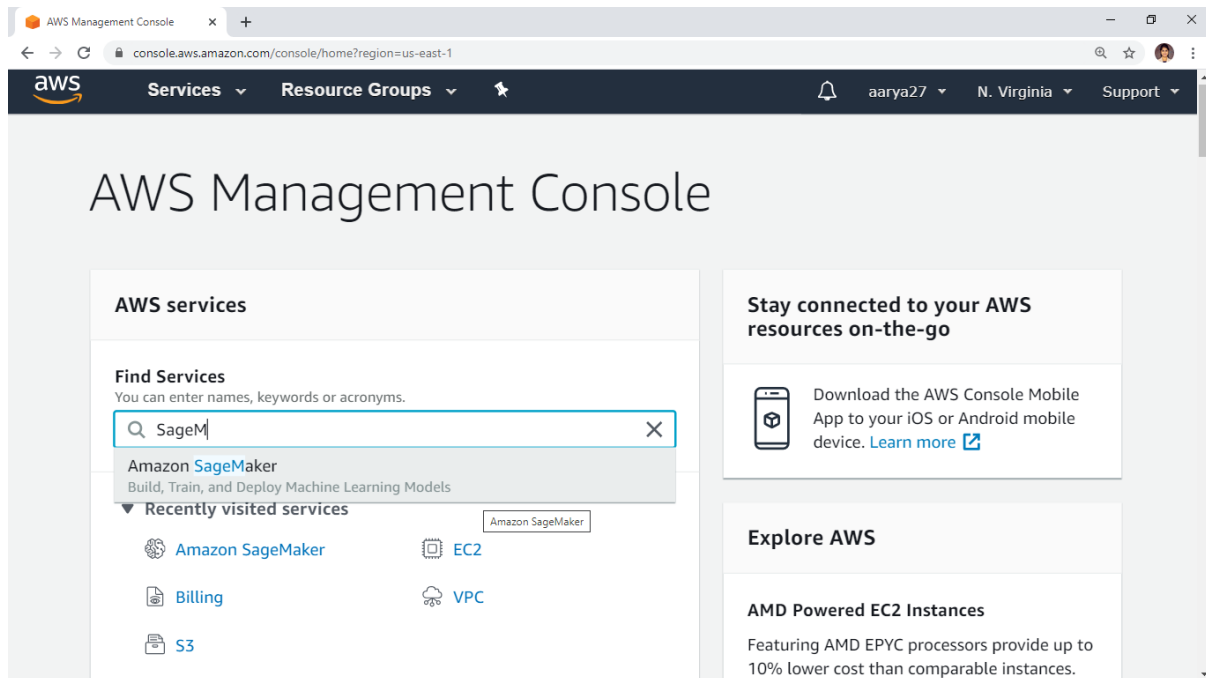 AWS Management Console
console.aws.amazon.com/console/home?region=us-east-1
aws Services Resource Groups aarya27 N. Virginia Support
AWS Management Console
AWS services
Find Services
You can enter names, keywords or acronyms.
SageM
Amazon SageMaker
Build, Train, and Deploy Machine Learning Models
Recently visited services
Amazon SageMaker
Amazon SageMaker EC2
Billing VPC
S3
Stay connected to your AWS
resources on-the-go
Download the AWS Console Mobile
App to your iOS or Android mobile
device. Learn more
Explore AWS
AMD Powered EC2 Instances
Featuring AMD EPYC processors provide up to
10% lower cost than comparable instances.